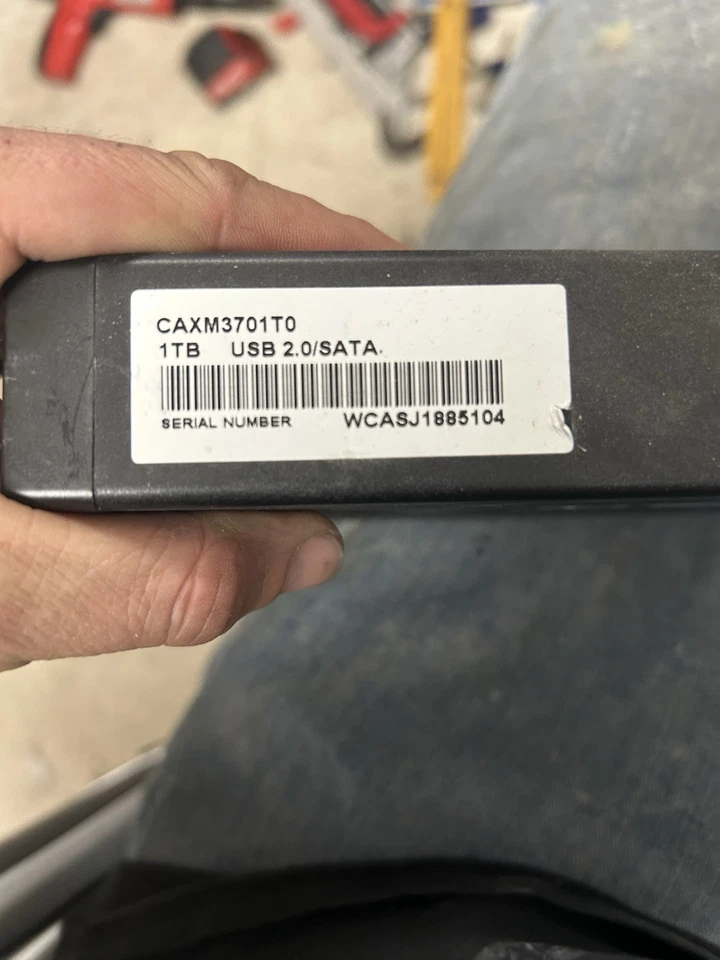 CAXM3701T0
1TB USB 2.0/SATA
SERIAL NUMBER WCASJ1885104